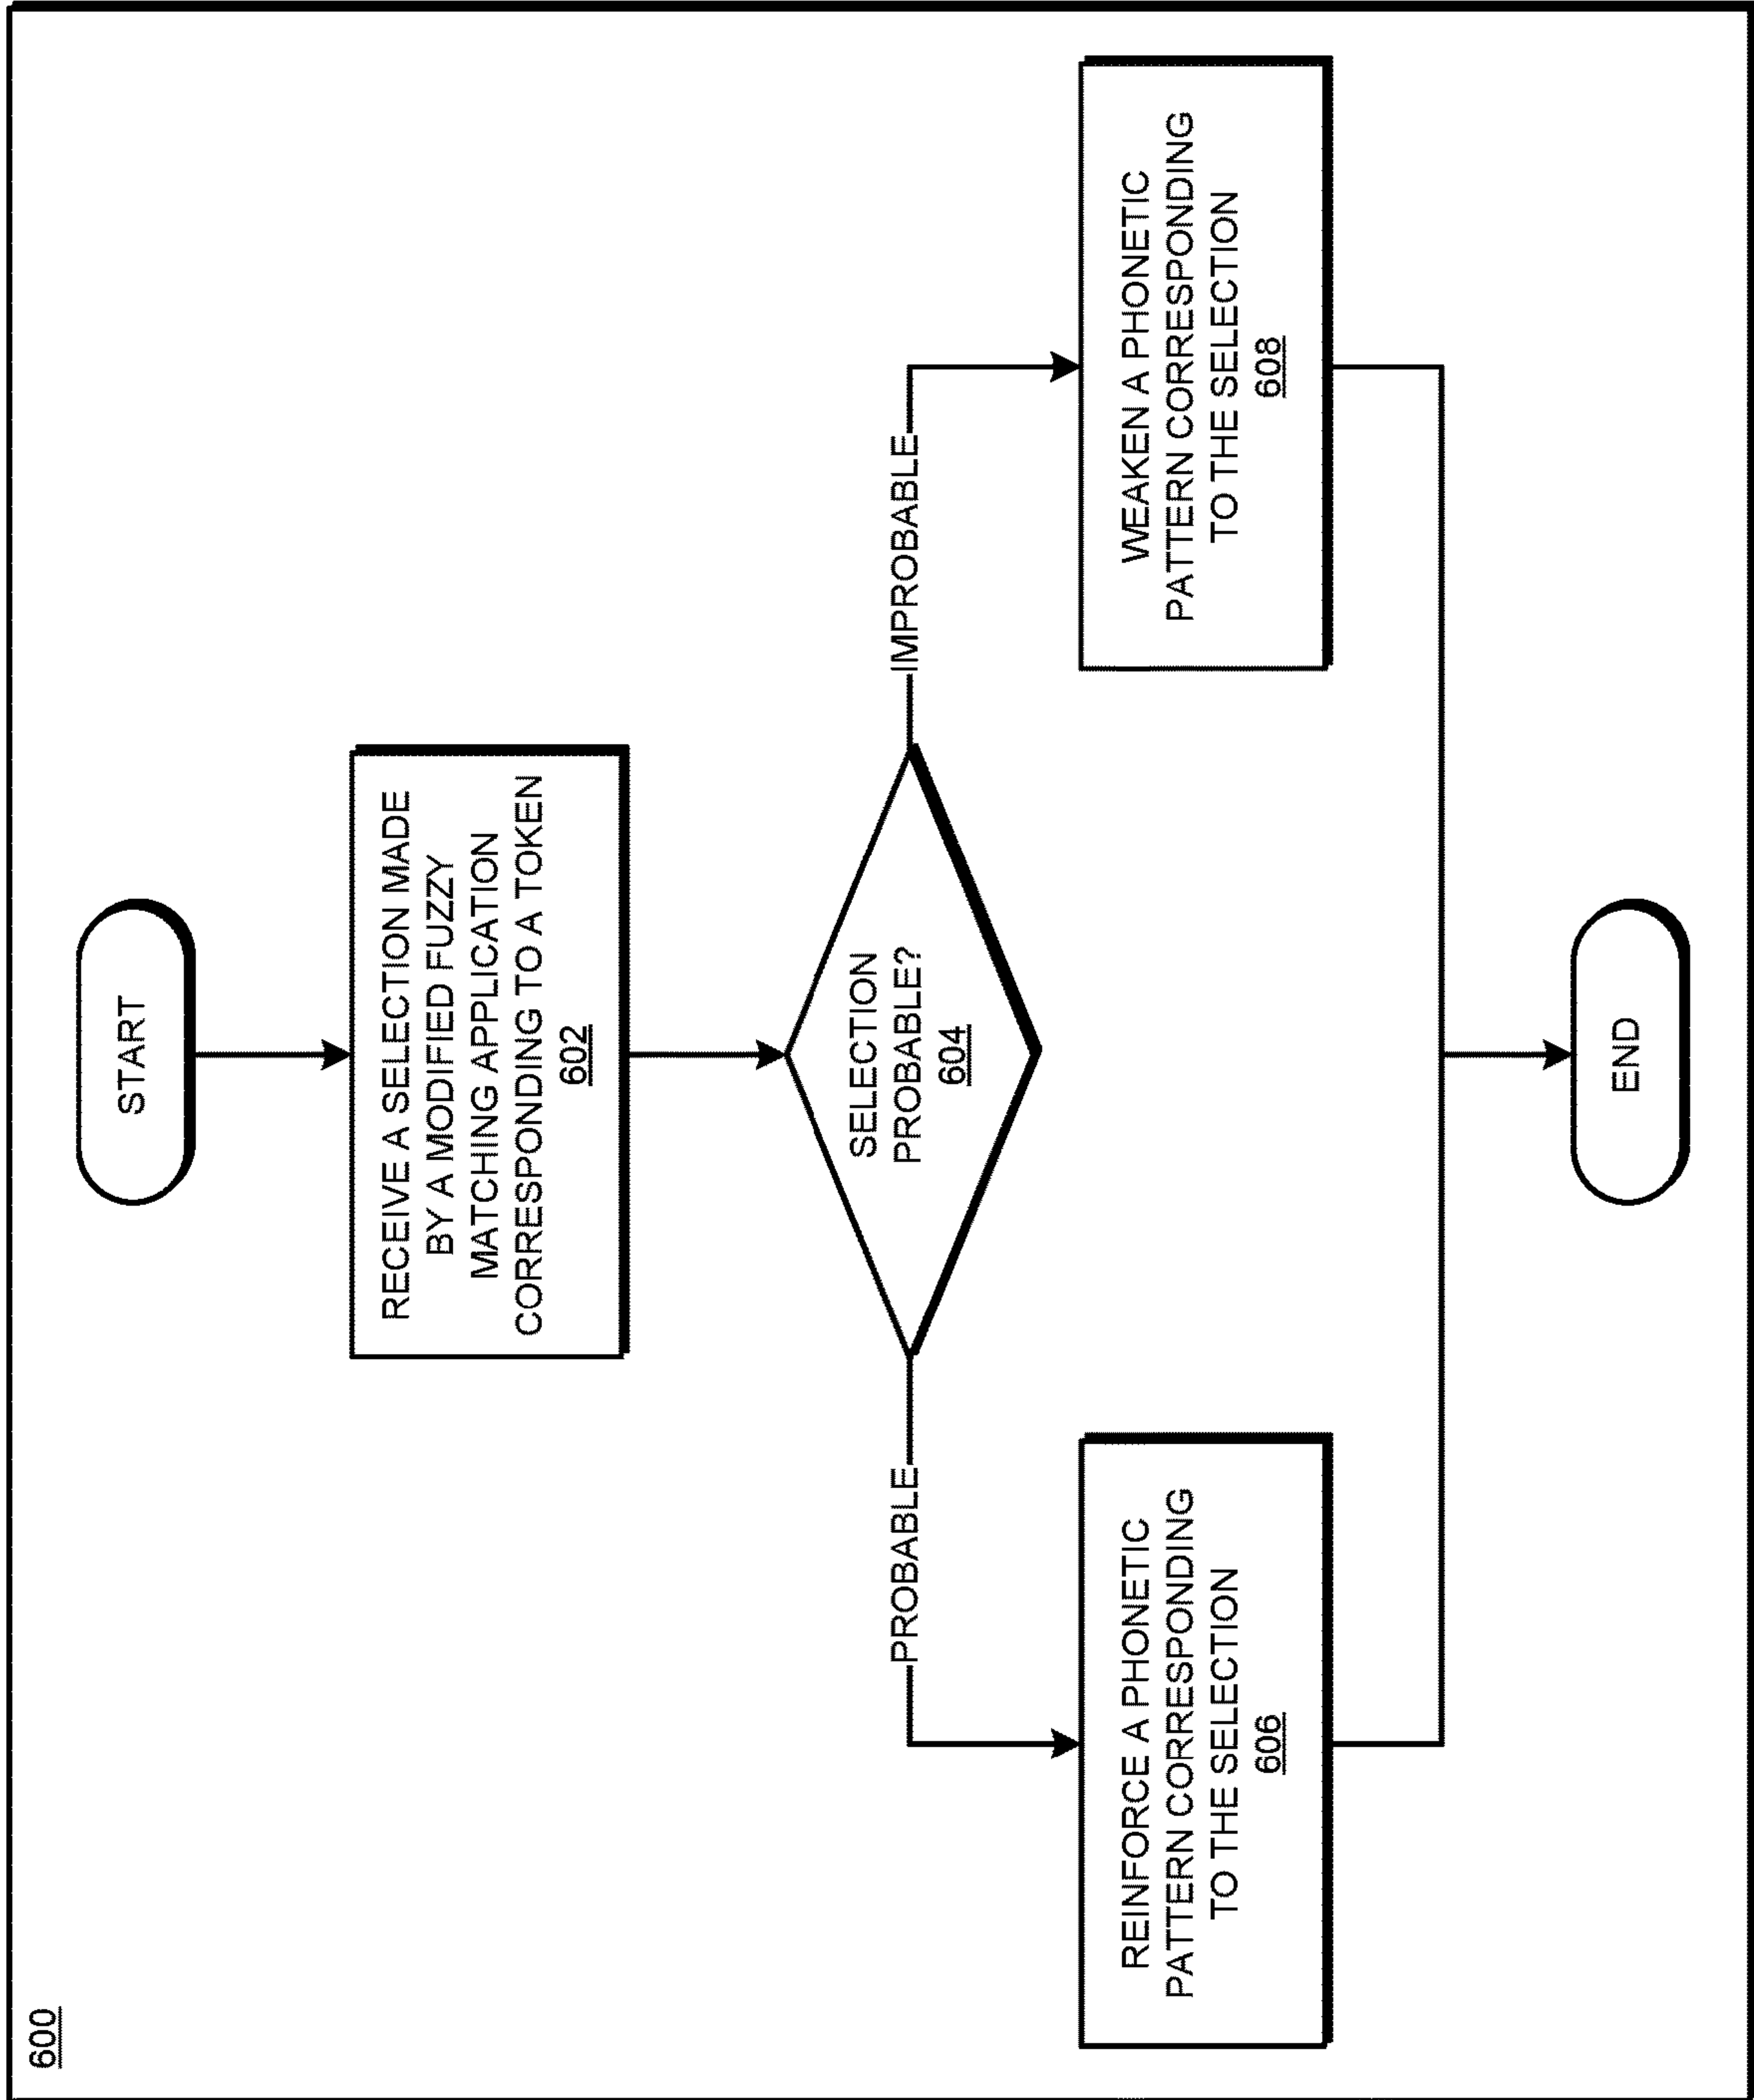 600
START
RECEIVE A SELECTION MADE
BY A MODIFIED FUZZY
MATCHING APPLICATION
CORRESPONDING TO A TOKEN
602
SELECTION
PROBABLE?
604
PROBABLE
IMPROBABLE
REINFORCE A PHONETIC
PATTERN CORRESPONDING
TO THE SELECTION
606
WEAKEN A PHONETIC
PATTERN CORRESPONDING
TO THE SELECTION
608
END